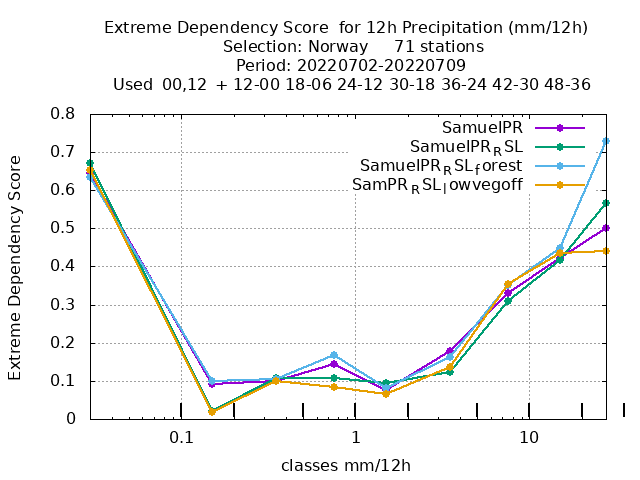 Extreme Dependency Score for 12h Precipitation (mm/12h)
Selection: Norway 71 stations
Period: 20220702-20220709
Used 00,12 + 12-00 18-06 24-12 30-18 36-24 42-30 48-36
Extreme Dependency Score
0.8
0.7
0.6
0.5
0.4
0.3
0.2
0.1
0
SamuelPR
SamuelPR_RSL
SamuelPR_RSL_forest
SamPR_RSL_lowvegoff
0.1
1
10
classes mm/12h